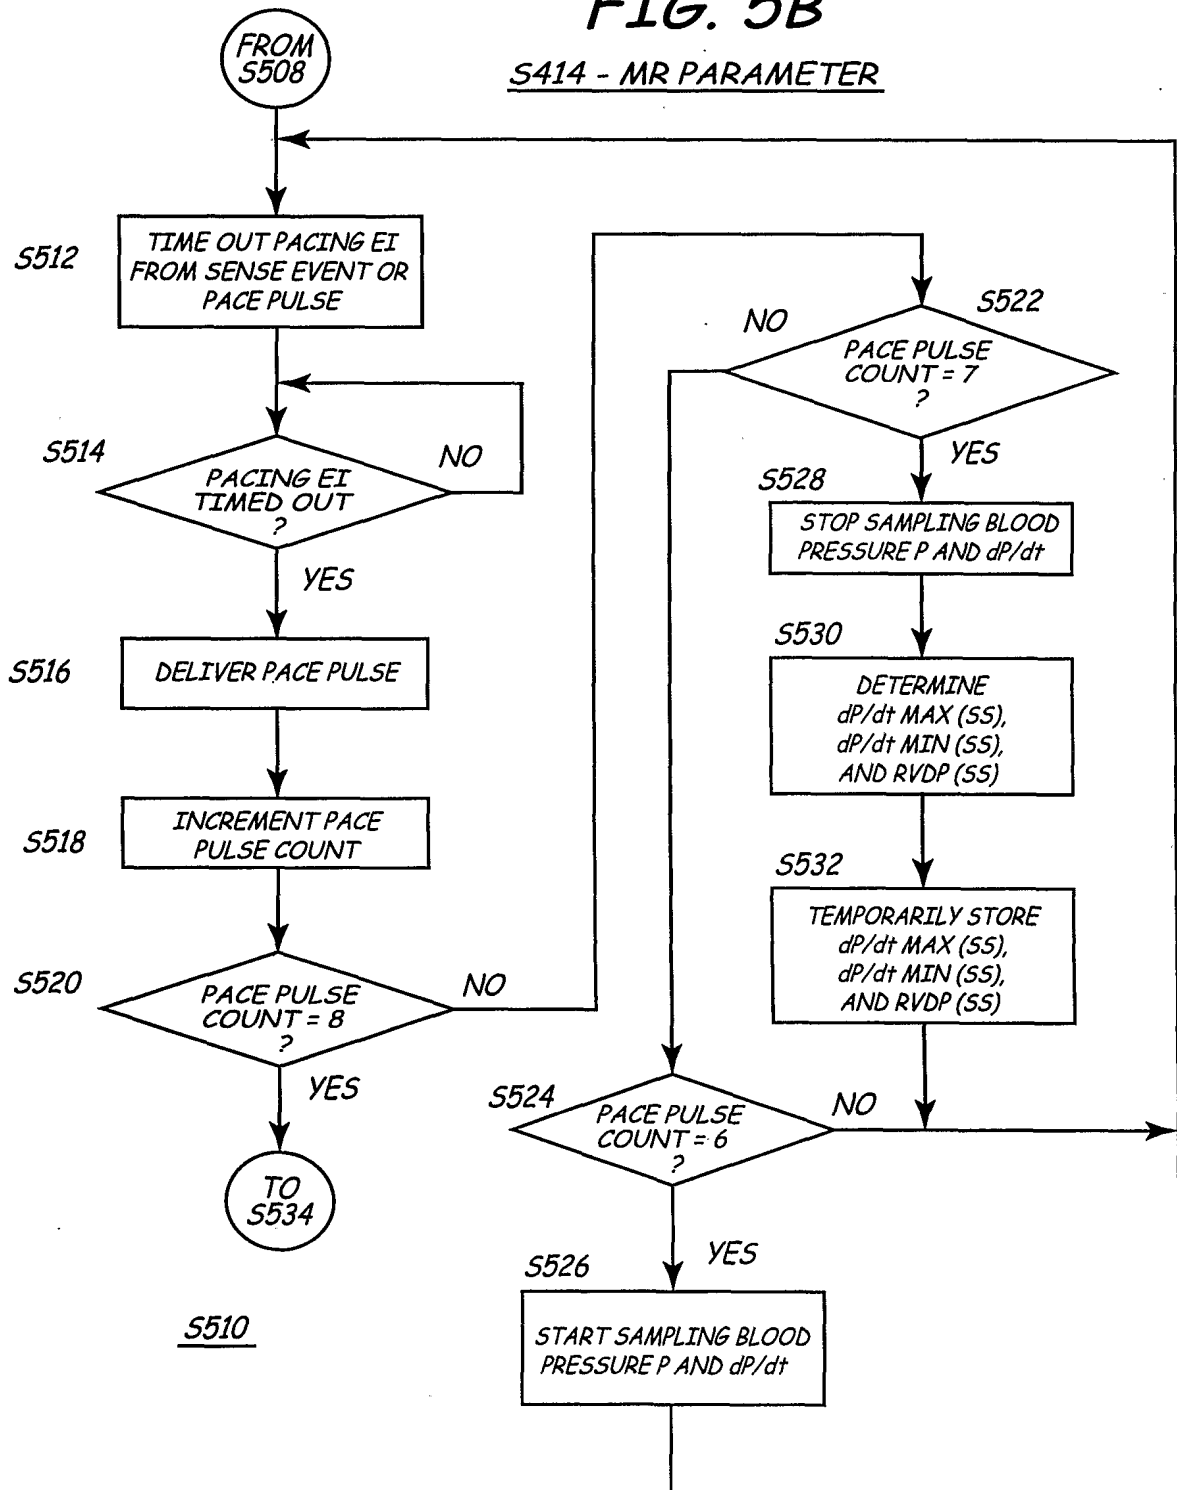 FIG. 5B
S414 - MR PARAMETER
FROM
S508
S512
TIME OUT PACING EI
FROM SENSE EVENT OR
PACE PULSE
S514
PACING EI
TIMED OUT
?
NO
YES
S516
DELIVER PACE PULSE
S518
INCREMENT PACE
PULSE COUNT
S520
PACE PULSE
COUNT = 8
?
NO
YES
TO
S534
S510
S522
PACE PULSE
COUNT = 7
?
NO
YES
S528
STOP SAMPLING BLOOD
PRESSURE P AND dP/dt
S530
DETERMINE
dP/dt MAX (SS),
dP/dt MIN (SS),
AND RVDP (SS)
S532
TEMPORARILY STORE
dP/dt MAX (SS),
dP/dt MIN (SS),
AND RVDP (SS)
S524
PACE PULSE
COUNT = 6
?
NO
YES
S526
START SAMPLING BLOOD
PRESSURE P AND dP/dt